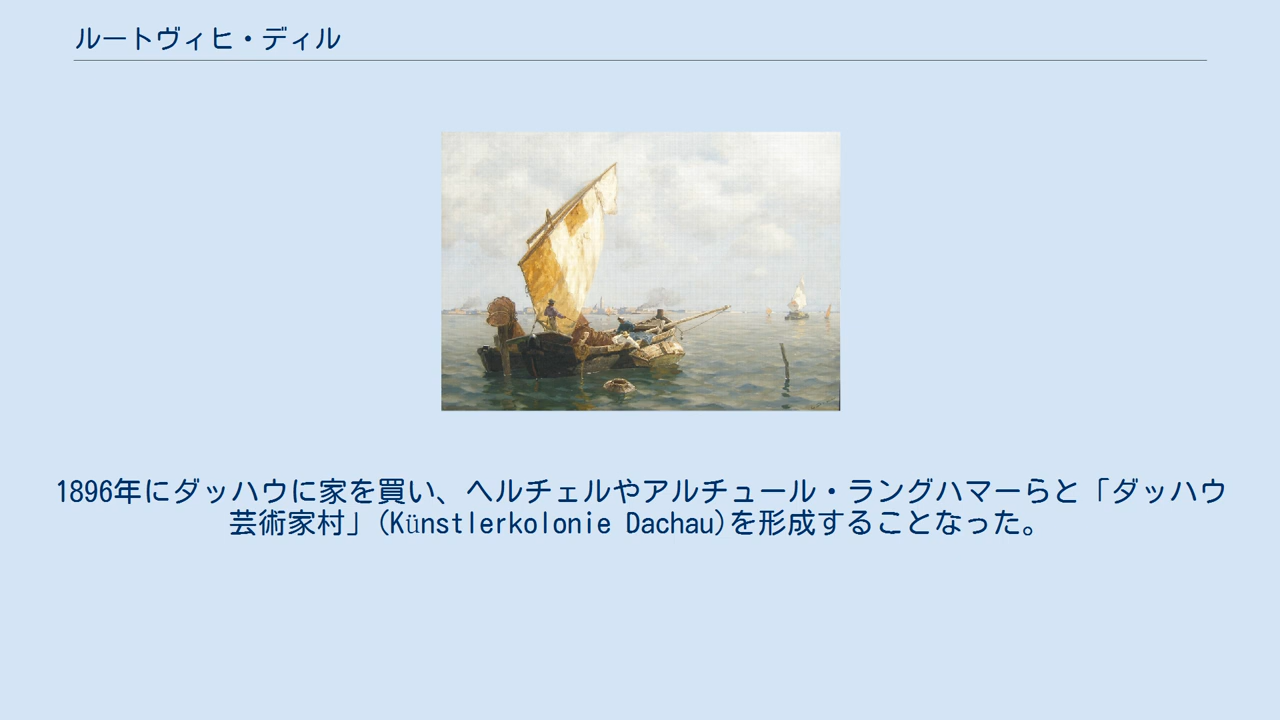 ルートヴィヒ・ディル
1896年にダッハウに家を買い、ヘルチェルやアルチュール・ラングハマーらと「ダッハウ
芸術家村」(Künstlerkolonie Dachau)を形成することなった。